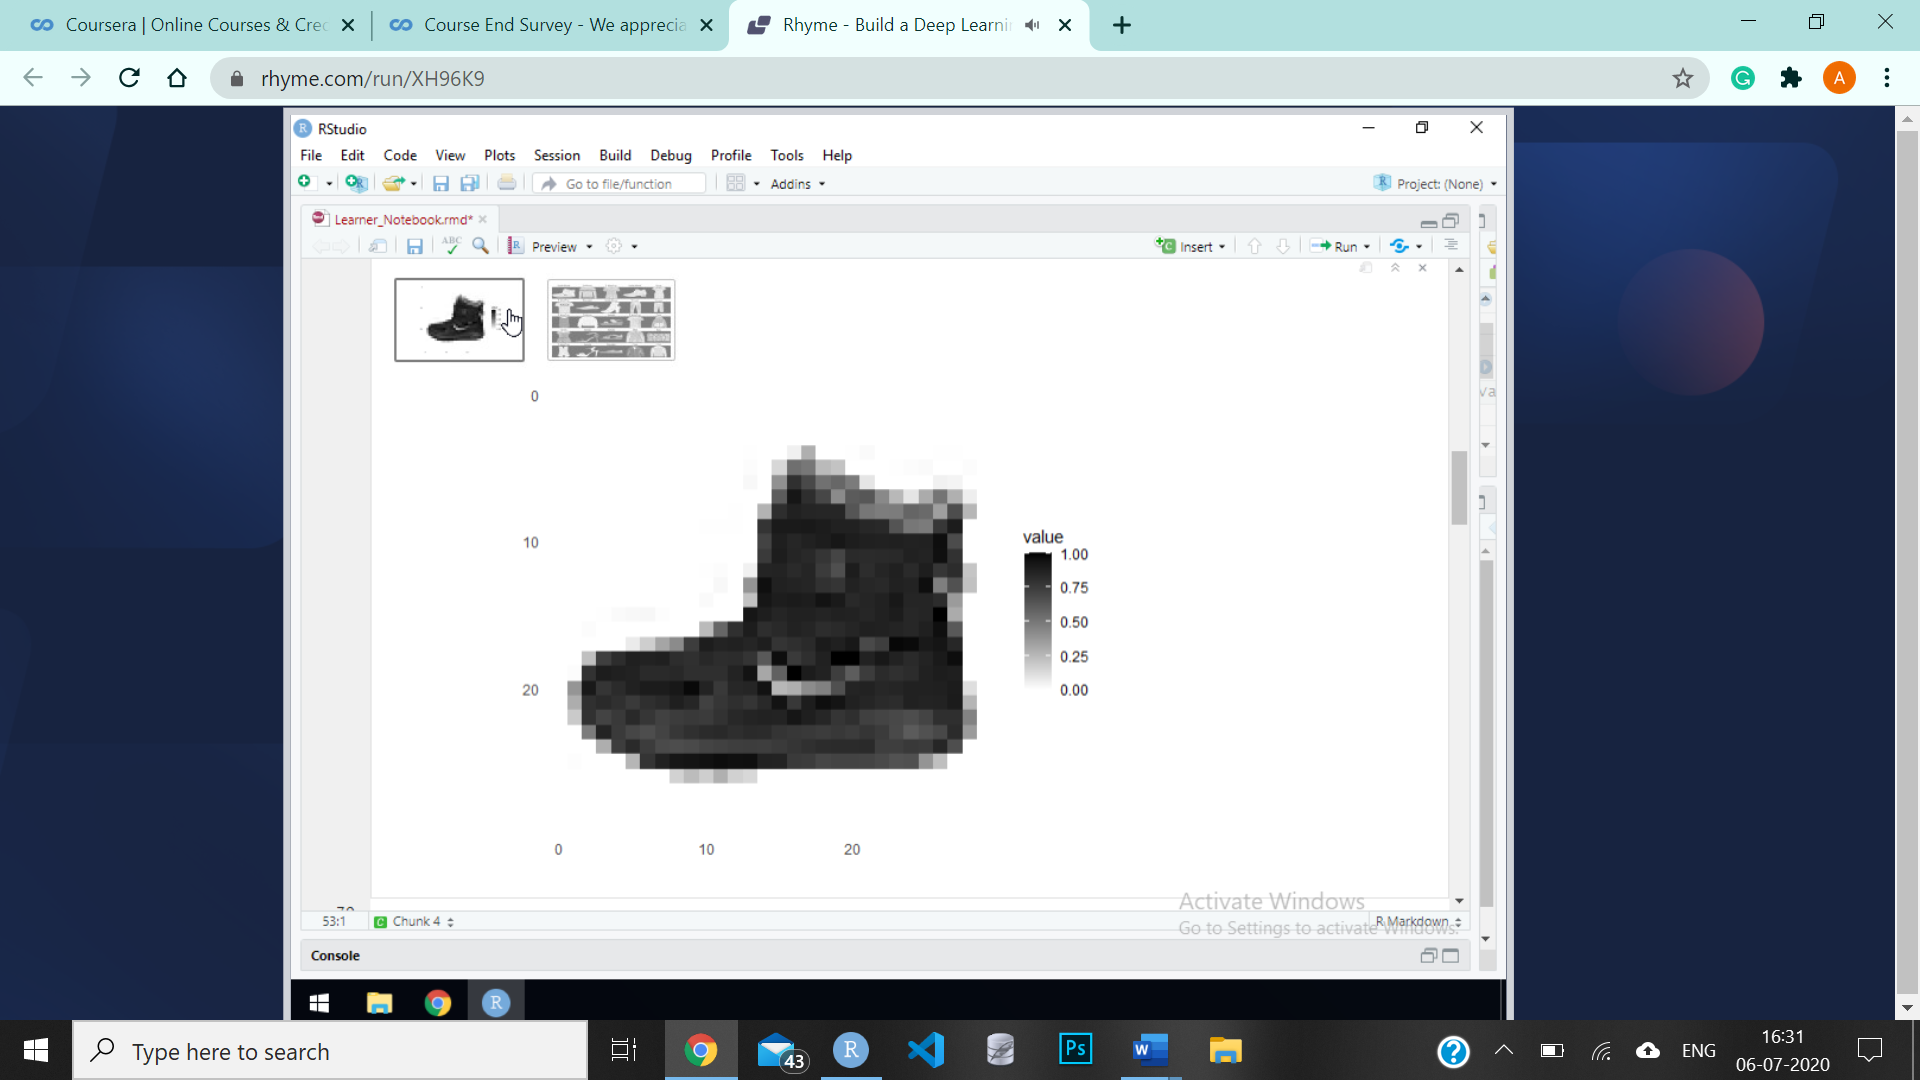 Coursera | Online Courses & Cre
Course End Survey - We apprecia
Rhyme - Build a Deep Learni
rhyme.com/run/XH96K9
A
RStudio
File Edit Code View Plots Session Build Debug Profile Tools Help
Go to file/function
Addins
Project: (None)
Learner_Notebook.rmd*
ABC
Preview
Insert
Run
0
10
20
value
1.00
0.75
0.50
0.25
0.00
0 10 20
Activate Windows
Go to Settings to activate Windows.
53:1
Chunk 4
R Markdown
Console
Type here to search
43
ENG
16:31
06-07-2020